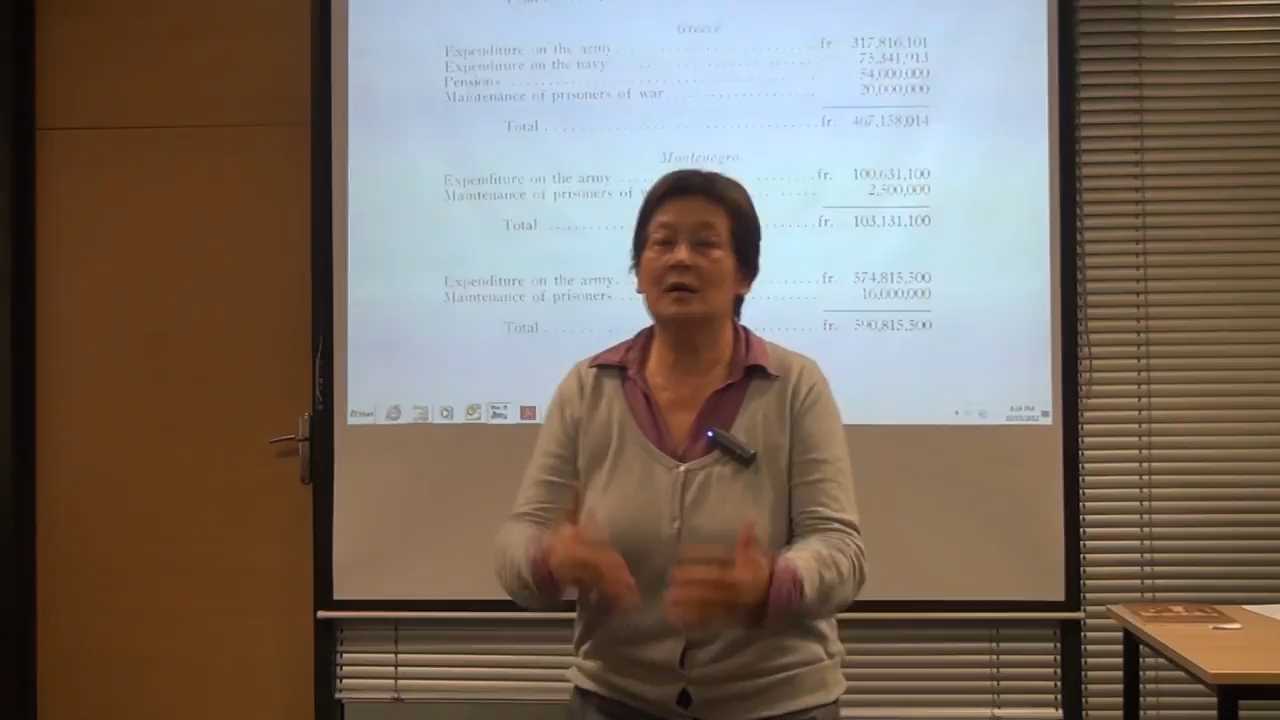 Greece
Expenditure on the army fr. 317,816,101
Expenditure on the navy 75,341,913
Pensions 54,000,000
Maintenance of prisoners of war 20,000,000
Total fr. 467,158,014
Montenegro
Expenditure on the army fr. 100,631,100
Maintenance of prisoners of 2,500,000
Total fr. 103,131,100
Expenditure on the army fr. 574,815,500
Maintenance of prisoners 16,000,000
Total fr. 590,815,500
Start